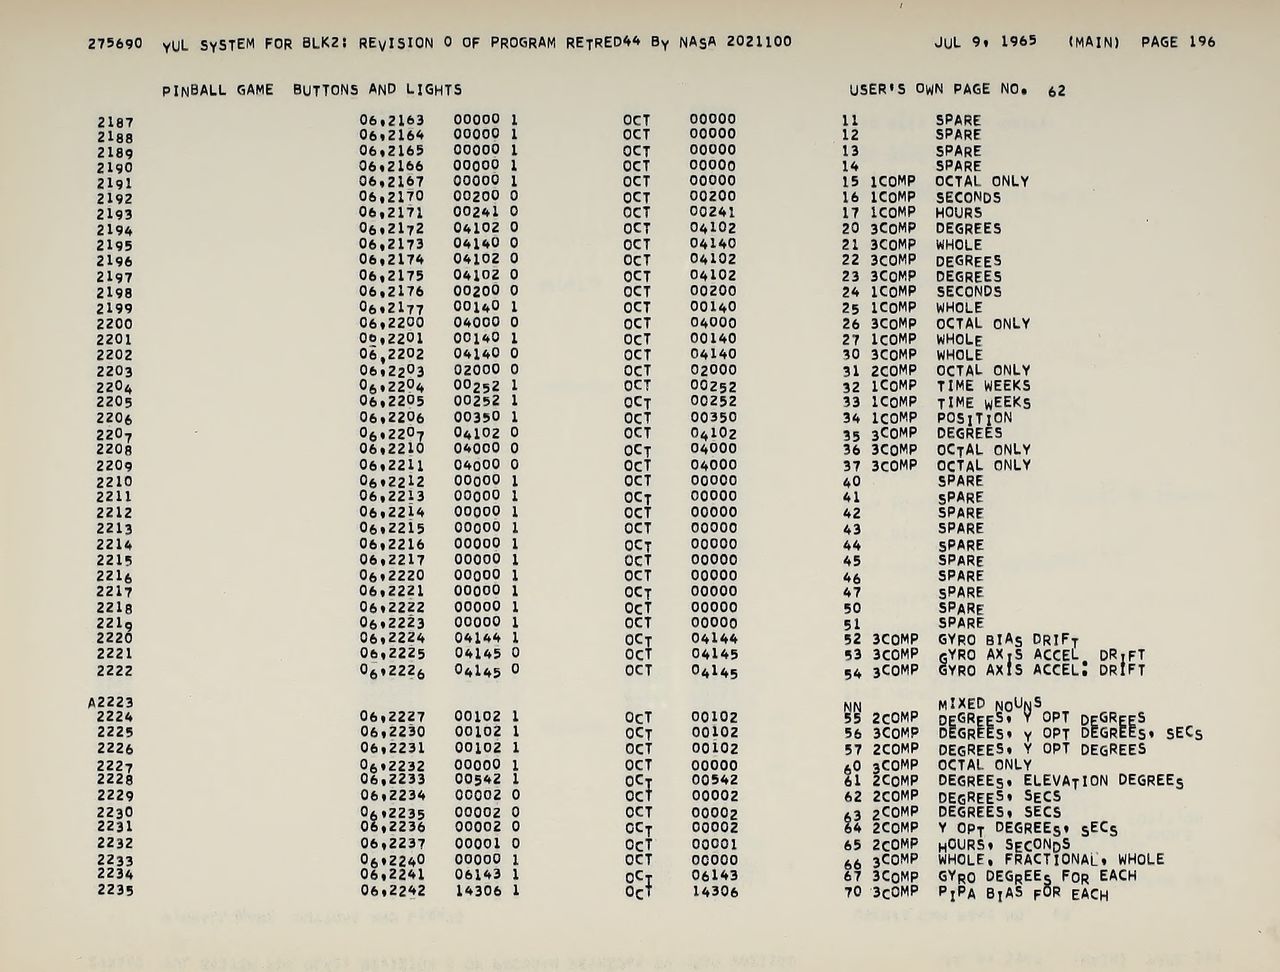 275690 YUL SYSTEM FOR BLK2: REVISION 0 OF PROGRAM RETRED44 BY NASA 2021100 JUL 9, 1965 (MAIN) PAGE 196
PINBALL GAME BUTTONS AND LIGHTS USER'S OWN PAGE NO. 62
2187 06,2163 00000 1 OCT 00000 11 SPARE
2188 06,2164 00000 1 OCT 00000 12 SPARE
2189 06,2165 00000 1 OCT 00000 13 SPARE
2190 06,2166 00000 1 OCT 00000 14 SPARE
2191 06,2167 00000 1 OCT 00000 15 1COMP OCTAL ONLY
2192 06,2170 00200 0 OCT 00200 16 1COMP SECONDS
2193 06,2171 00241 0 OCT 00241 17 1COMP HOURS
2194 06,2172 04102 0 OCT 04102 20 3COMP DEGREES
2195 06,2173 04140 0 OCT 04140 21 3COMP WHOLE
2196 06,2174 04102 0 OCT 04102 22 3COMP DEGREES
2197 06,2175 04102 0 OCT 04102 23 3COMP DEGREES
2198 06,2176 00200 0 OCT 00200 24 1COMP SECONDS
2199 06,2177 00140 1 OCT 00140 25 1COMP WHOLE
2200 06,2200 04000 0 OCT 04000 26 3COMP OCTAL ONLY
2201 06,2201 00140 1 OCT 00140 27 1COMP WHOLE
2202 06,2202 04140 0 OCT 04140 30 3COMP WHOLE
2203 06,2203 02000 0 OCT 02000 31 2COMP OCTAL ONLY
2204 06,2204 00252 1 OCT 00252 32 1COMP TIME WEEKS
2205 06,2205 00252 1 OCT 00252 33 1COMP TIME WEEKS
2206 06,2206 00350 1 OCT 00350 34 1COMP POSITION
2207 06,2207 04102 0 OCT 04102 35 3COMP DEGREES
2208 06,2210 04000 0 OCT 04000 36 3COMP OCTAL ONLY
2209 06,2211 04000 0 OCT 04000 37 3COMP OCTAL ONLY
2210 06,2212 00000 1 OCT 00000 40 SPARE
2211 06,2213 00000 1 OCT 00000 41 SPARE
2212 06,2214 00000 1 OCT 00000 42 SPARE
2213 06,2215 00000 1 OCT 00000 43 SPARE
2214 06,2216 00000 1 OCT 00000 44 SPARE
2215 06,2217 00000 1 OCT 00000 45 SPARE
2216 06,2220 00000 1 OCT 00000 46 SPARE
2217 06,2221 00000 1 OCT 00000 47 SPARE
2218 06,2222 00000 1 OCT 00000 50 SPARE
2219 06,2223 00000 1 OCT 00000 51 SPARE
2220 06,2224 04144 1 OCT 04144 52 3COMP GYRO BIAS DRIFT
2221 06,2225 04145 0 OCT 04145 53 3COMP GYRO AXIS ACCEL. DRIFT
2222 06,2226 04145 0 OCT 04145 54 3COMP GYRO AXIS ACCEL. DRIFT
A2223 NN MIXED NOUNS
2224 06,2227 00102 1 OCT 00102 55 2COMP DEGREES, Y OPT DEGREES
2225 06,2230 00102 1 OCT 00102 56 3COMP DEGREES, Y OPT DEGREES, SECS
2226 06,2231 00102 1 OCT 00102 57 2COMP DEGREES, Y OPT DEGREES
2227 06,2232 00000 1 OCT 00000 60 3COMP OCTAL ONLY
2228 06,2233 00542 1 OCT 00542 61 2COMP DEGREES, ELEVATION DEGREES
2229 06,2234 00002 0 OCT 00002 62 2COMP DEGREES, SECS
2230 06,2235 00002 0 OCT 00002 63 2COMP DEGREES, SECS
2231 06,2236 00002 0 OCT 00002 64 2COMP Y OPT DEGREES, SECS
2232 06,2237 00001 0 OCT 00001 65 2COMP HOURS, SECONDS
2233 06,2240 00000 1 OCT 00000 66 3COMP WHOLE, FRACTIONAL, WHOLE
2234 06,2241 06143 1 OCT 06143 67 3COMP GYRO DEGREES FOR EACH
2235 06,2242 14306 1 OCT 14306 70 3COMP PIPA BIAS FOR EACH